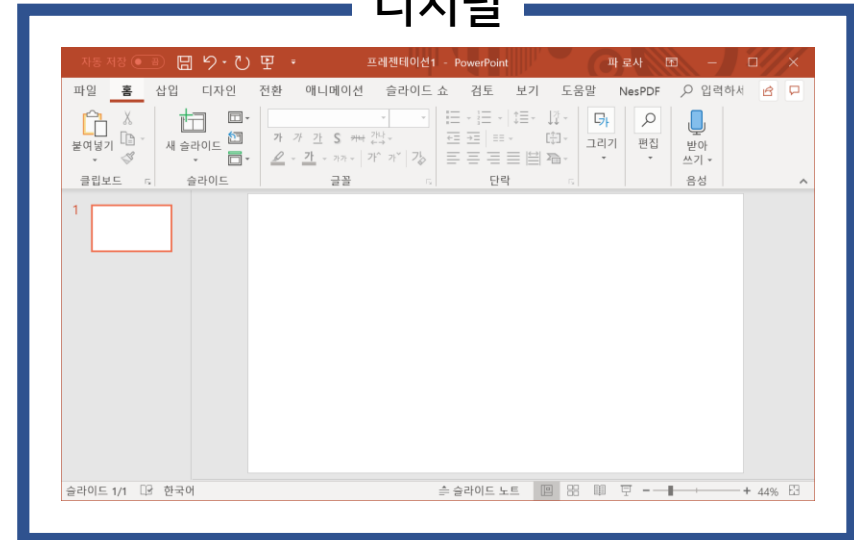 디지털
자동 저장 프레젠테이션1 - PowerPoint 파 로사
파일 홈 삽입 디자인 전환 애니메이션 슬라이드 쇼 검토 보기 도움말 NesPDF 입력하세
붙여넣기 새 슬라이드 가 가 가 S 그리기 편집 받아쓰기
클립보드 슬라이드 글꼴 단락 음성
1
슬라이드 1/1 한국어 슬라이드 노트 44%